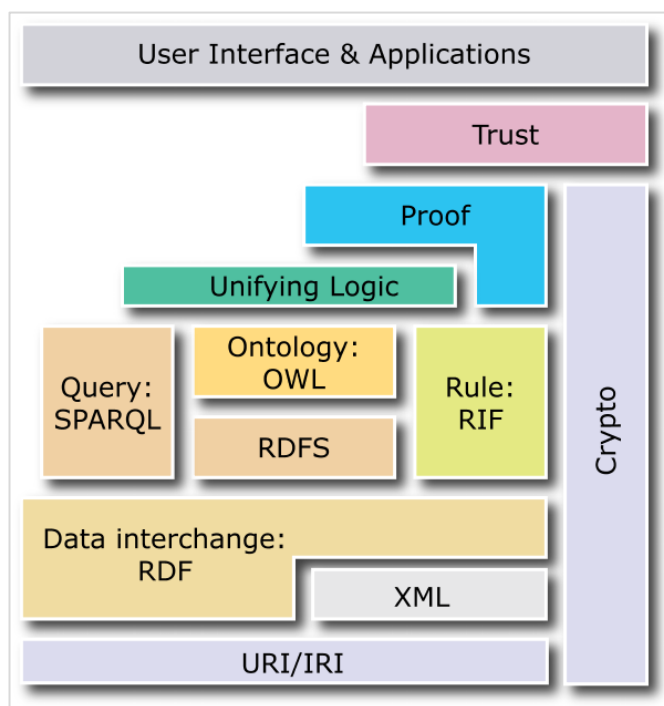 User Interface & Applications
Trust
Proof
Unifying Logic
Ontology:
OWL
Query:
SPARQL
Rule:
RIF
RDFS
Crypto
Data interchange:
RDF
XML
URI/IRI